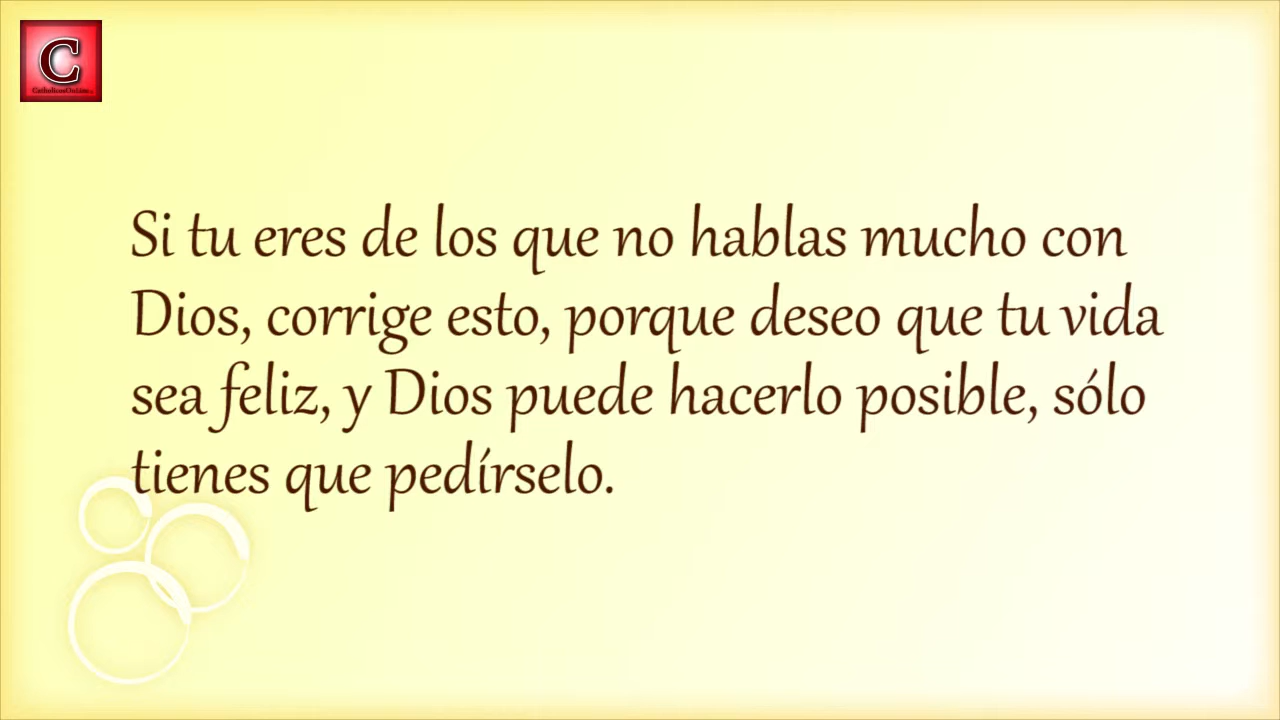 C
Si tu eres de los que no hablas mucho con
Dios, corrige esto, porque deseo que tu vida
sea feliz, y Dios puede hacerlo posible, sólo
tienes que pedírselo.